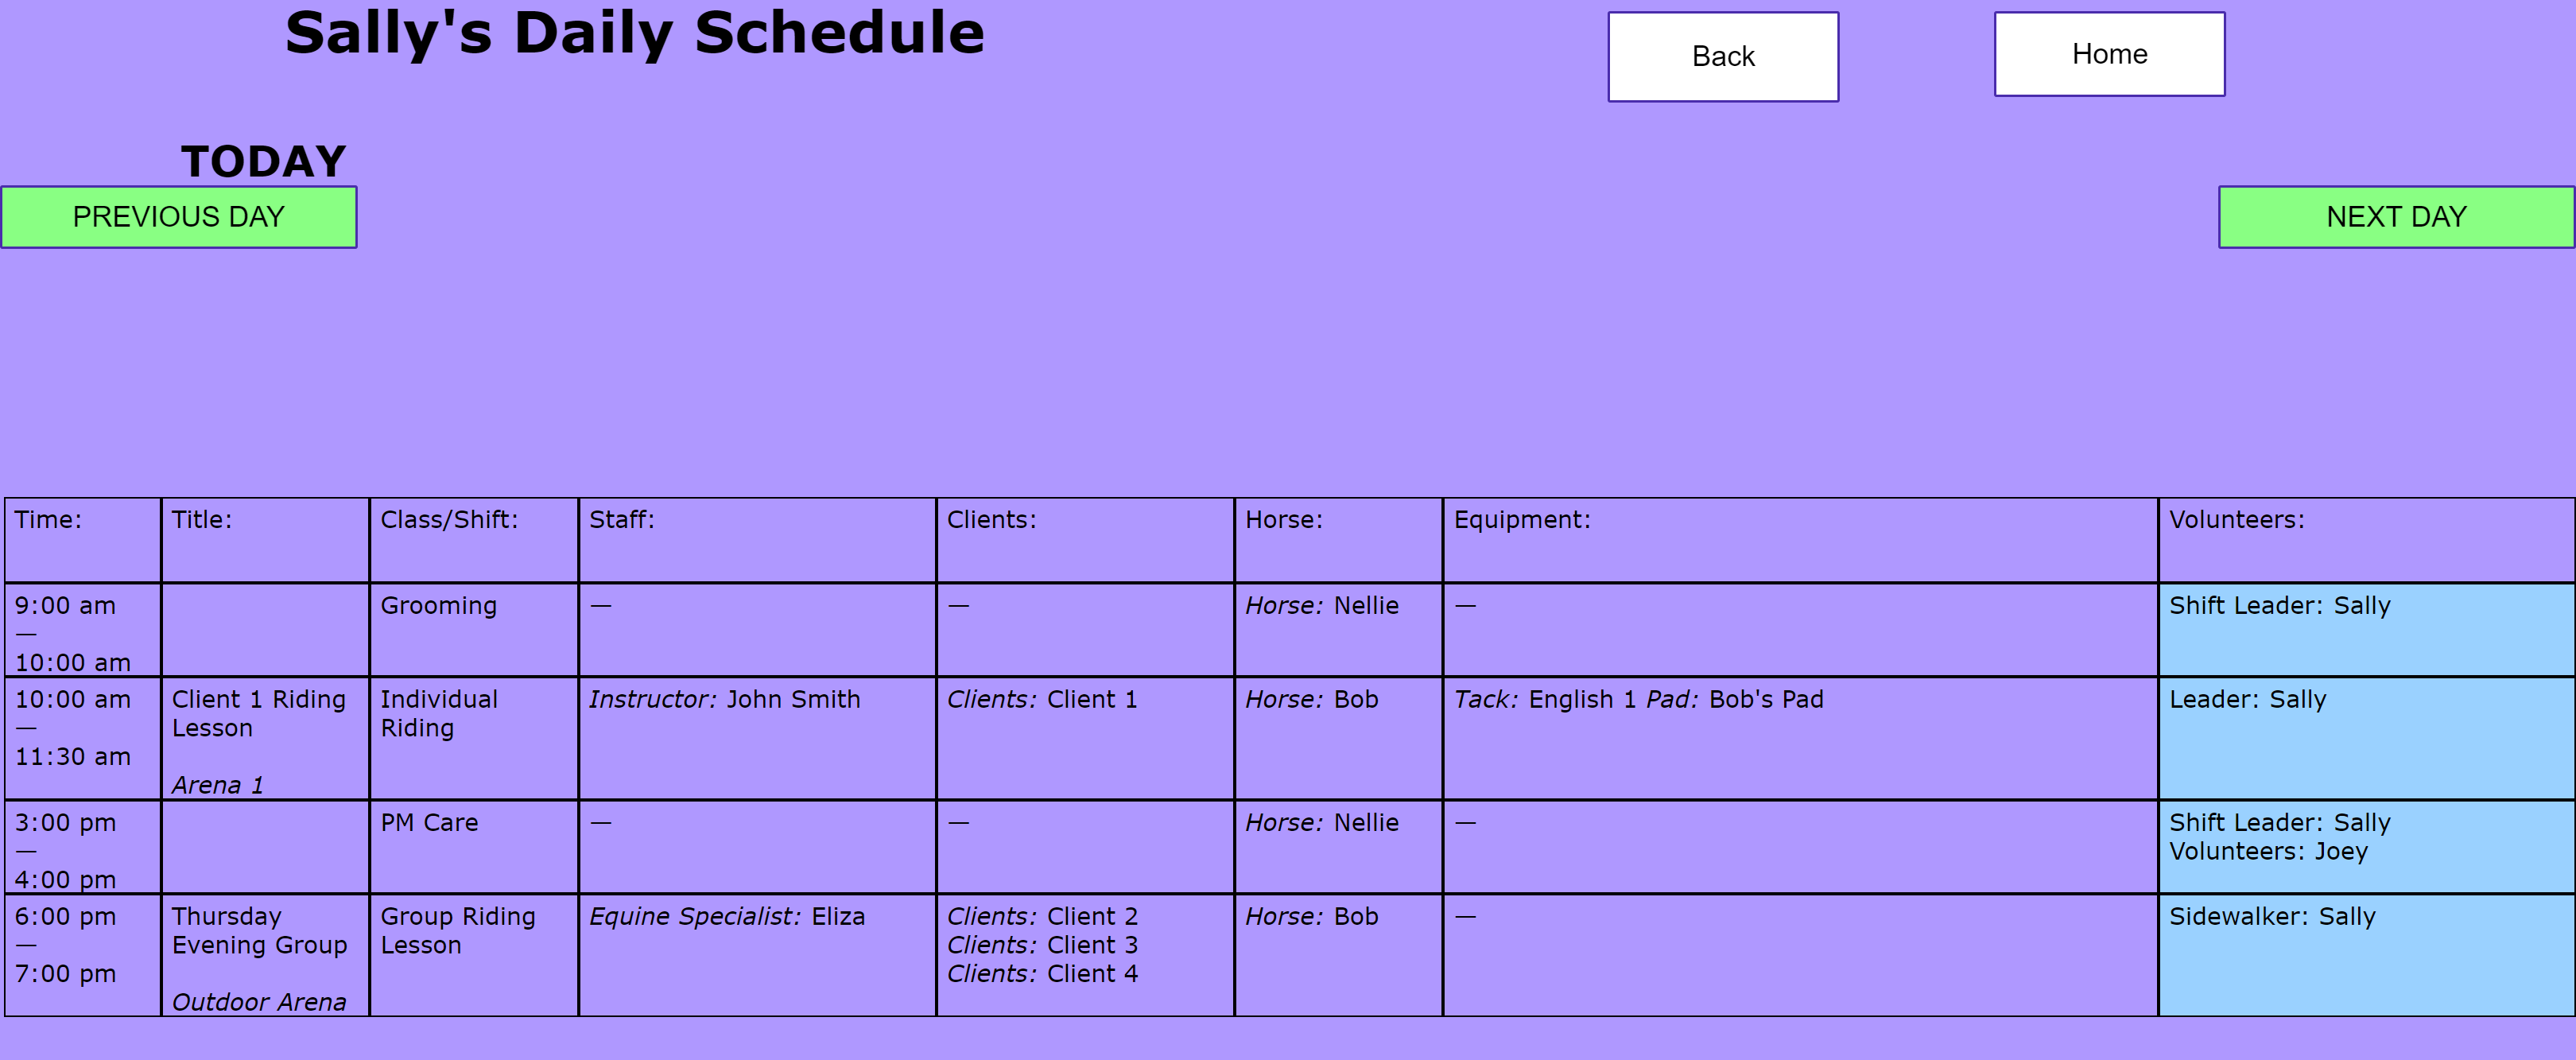 Sally's Daily Schedule
Back
Home
TODAY
PREVIOUS DAY
NEXT DAY
Time:
Title:
Class/Shift:
Staff:
Clients:
Horse:
Equipment:
Volunteers:
9:00 am
—
10:00 am
Grooming
—
—
Horse: Nellie
—
Shift Leader: Sally
10:00 am
—
11:30 am
Client 1 Riding
Lesson
Arena 1
Individual
Riding
Instructor: John Smith
Clients: Client 1
Horse: Bob
Tack: English 1 Pad: Bob's Pad
Leader: Sally
3:00 pm
—
4:00 pm
PM Care
—
—
Horse: Nellie
—
Shift Leader: Sally
Volunteers: Joey
6:00 pm
—
7:00 pm
Thursday
Evening Group
Outdoor Arena
Group Riding
Lesson
Equine Specialist: Eliza
Clients: Client 2
Clients: Client 3
Clients: Client 4
Horse: Bob
—
Sidewalker: Sally